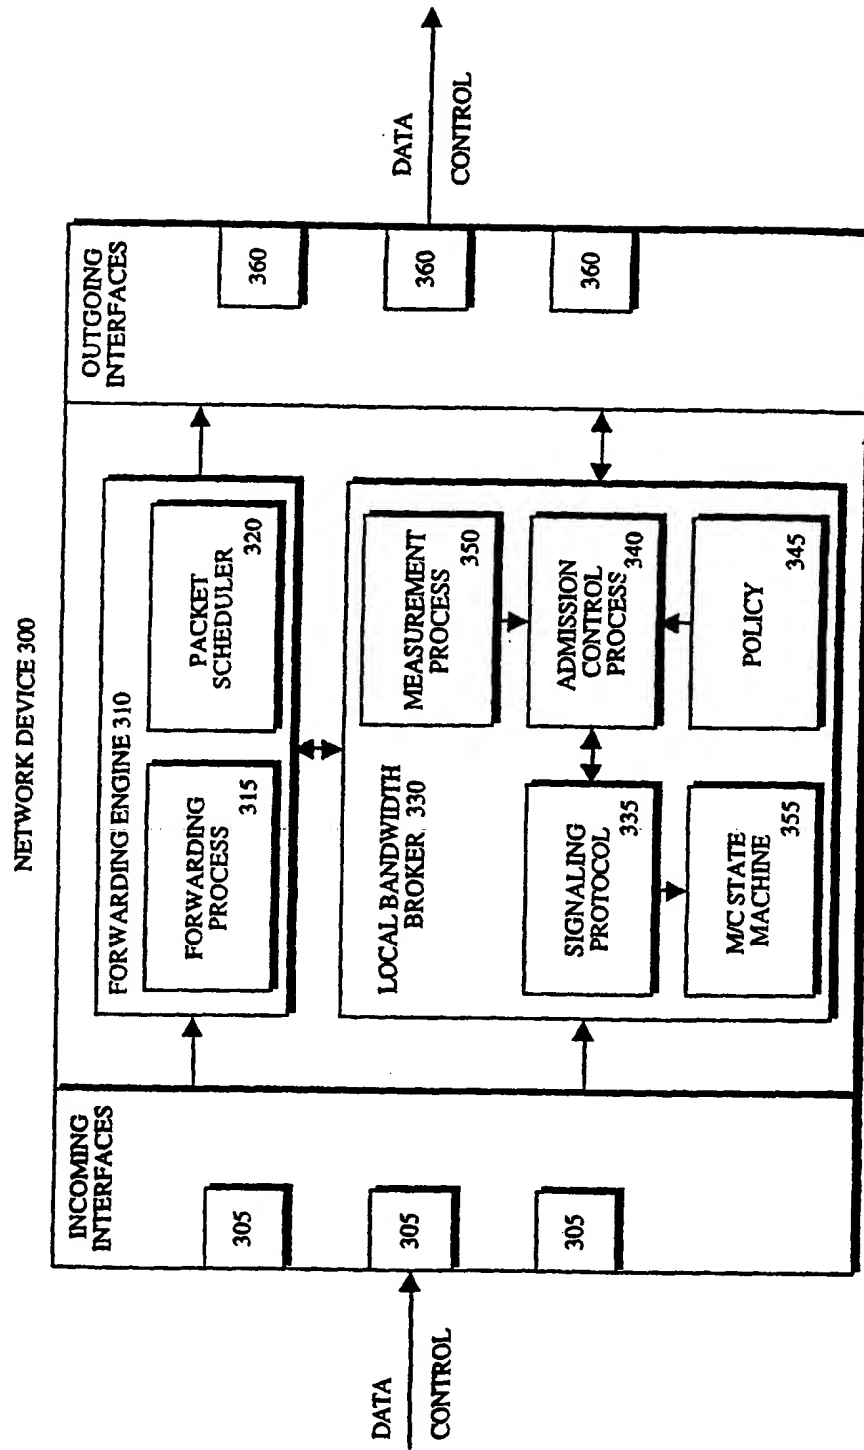 NETWORK DEVICE 300
INCOMING
INTERFACES
305
305
305
DATA
CONTROL
FORWARDING ENGINE 310
FORWARDING
PROCESS
315
PACKET
SCHEDULER
320
LOCAL BANDWIDTH
BROKER 330
MEASUREMENT
PROCESS
350
SIGNALING
PROTOCOL
335
ADMISSION
CONTROL
PROCESS
340
M/C STATE
MACHINE
355
POLICY
345
OUTGOING
INTERFACES
360
360
360
DATA
CONTROL